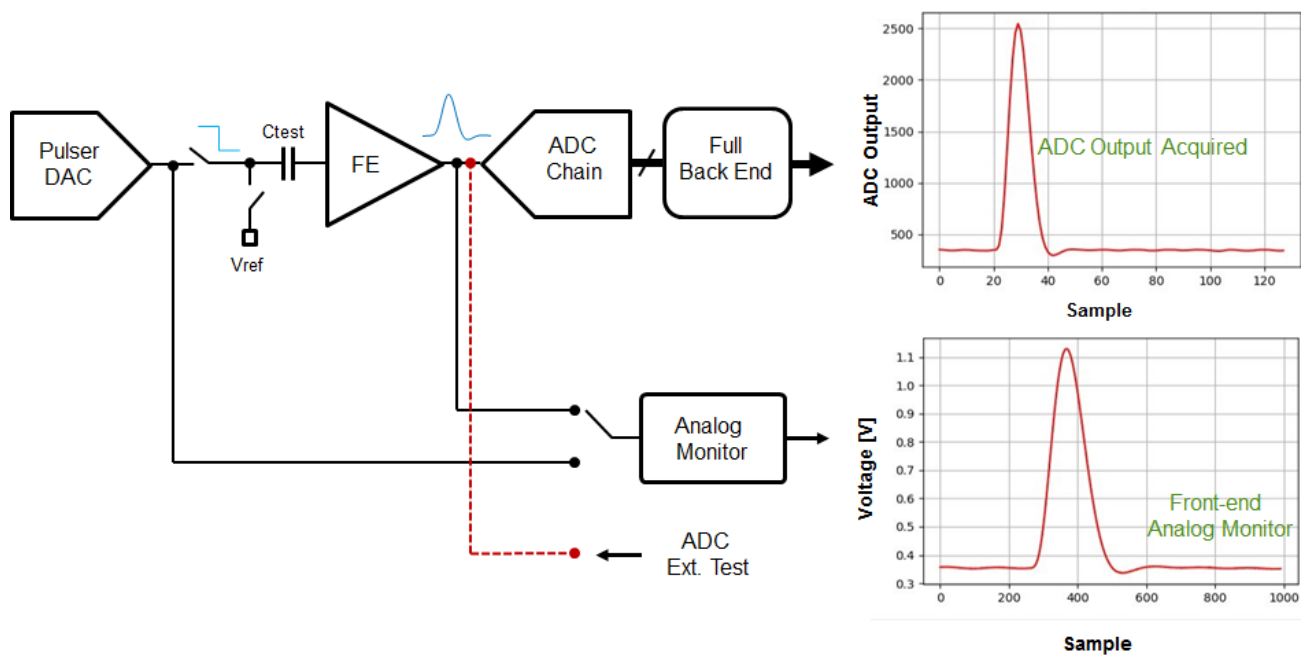 Pulser
DAC
Ctest
Vref
FE
ADC
Chain
Full
Back End
Analog
Monitor
ADC
Ext. Test
ADC Output
2500
2000
1500
1000
500
ADC Output Acquired
0 20 40 60 80 100 120
Sample
Voltage [V]
1.1
1.0
0.9
0.8
0.7
0.6
0.5
0.4
0.3
Front-end
Analog Monitor
0 200 400 600 800 1000
Sample